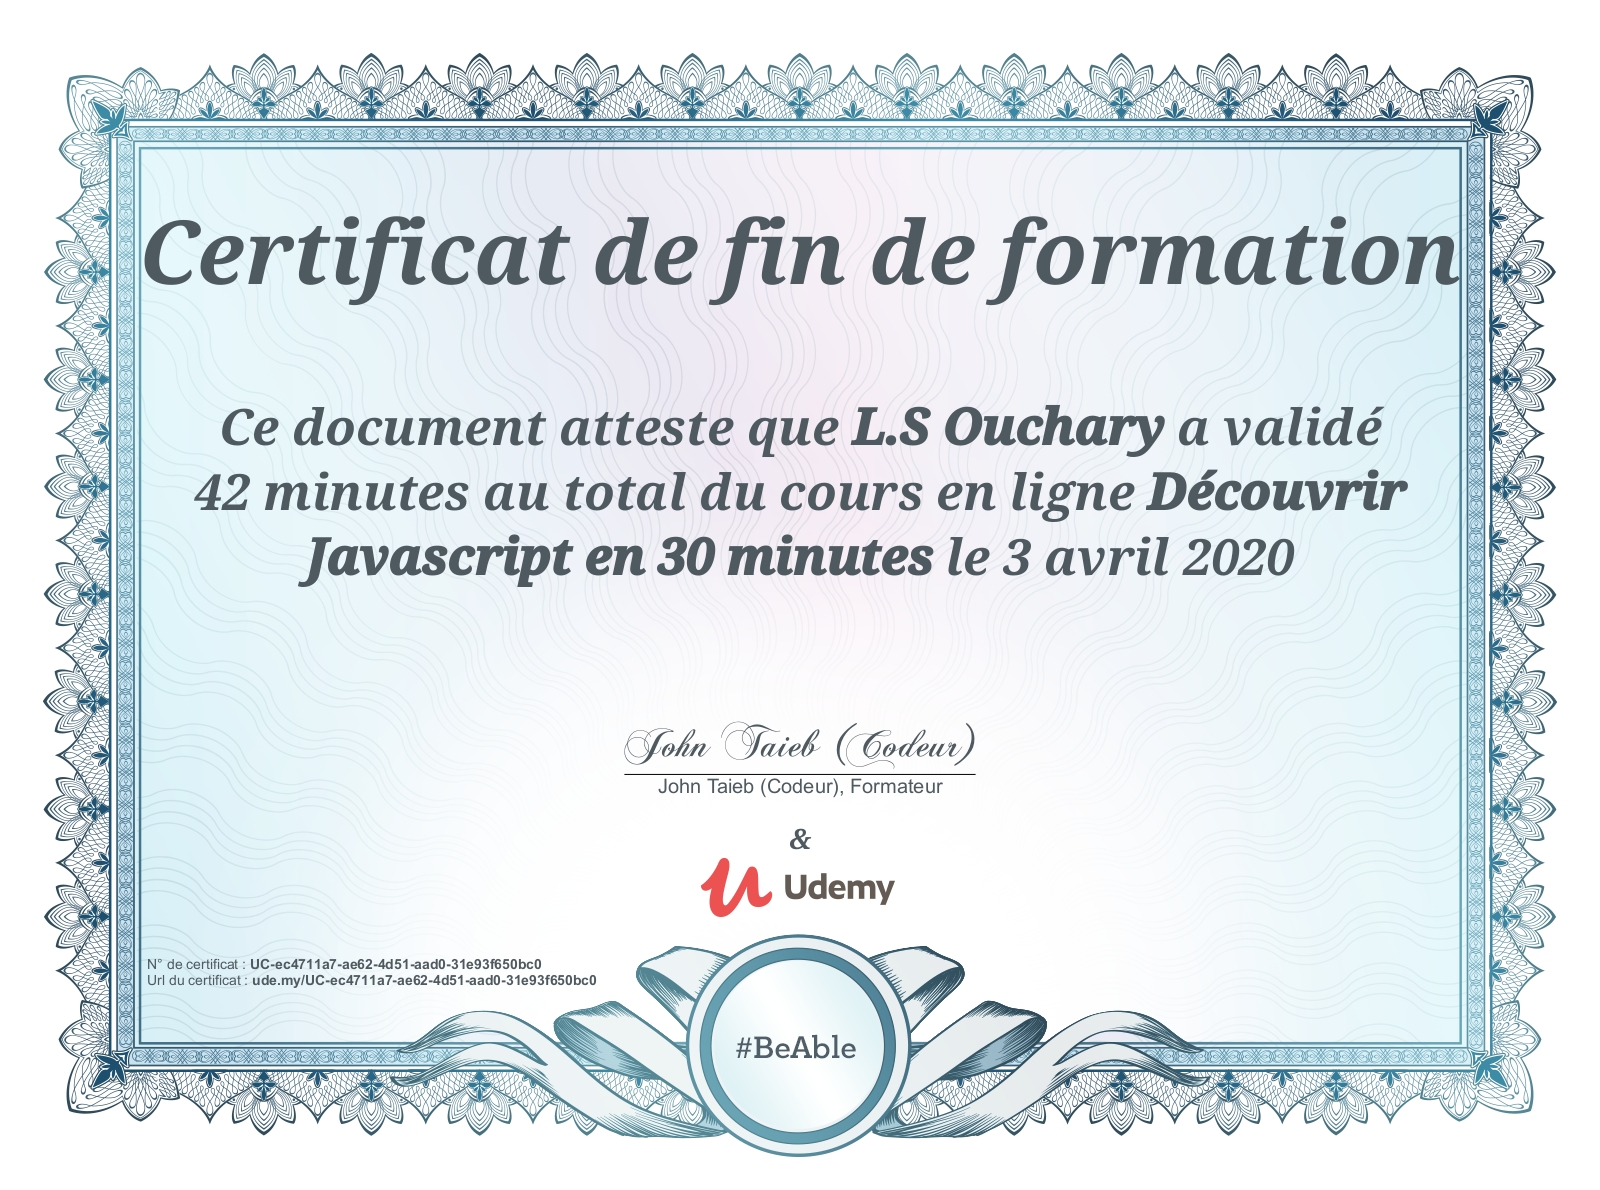 Certificat de fin de formation
Ce document atteste que L.S Ouchary a validé
42 minutes au total du cours en ligne Découvrir
Javascript en 30 minutes le 3 avril 2020
John Taieb (Codeur)
John Taieb (Codeur), Formateur
&
Udemy
N° de certificat : UC-ec4711a7-ae62-4d51-aad0-31e93f650bc0
Url du certificat : ude.my/UC-ec4711a7-ae62-4d51-aad0-31e93f650bc0
#BeAble